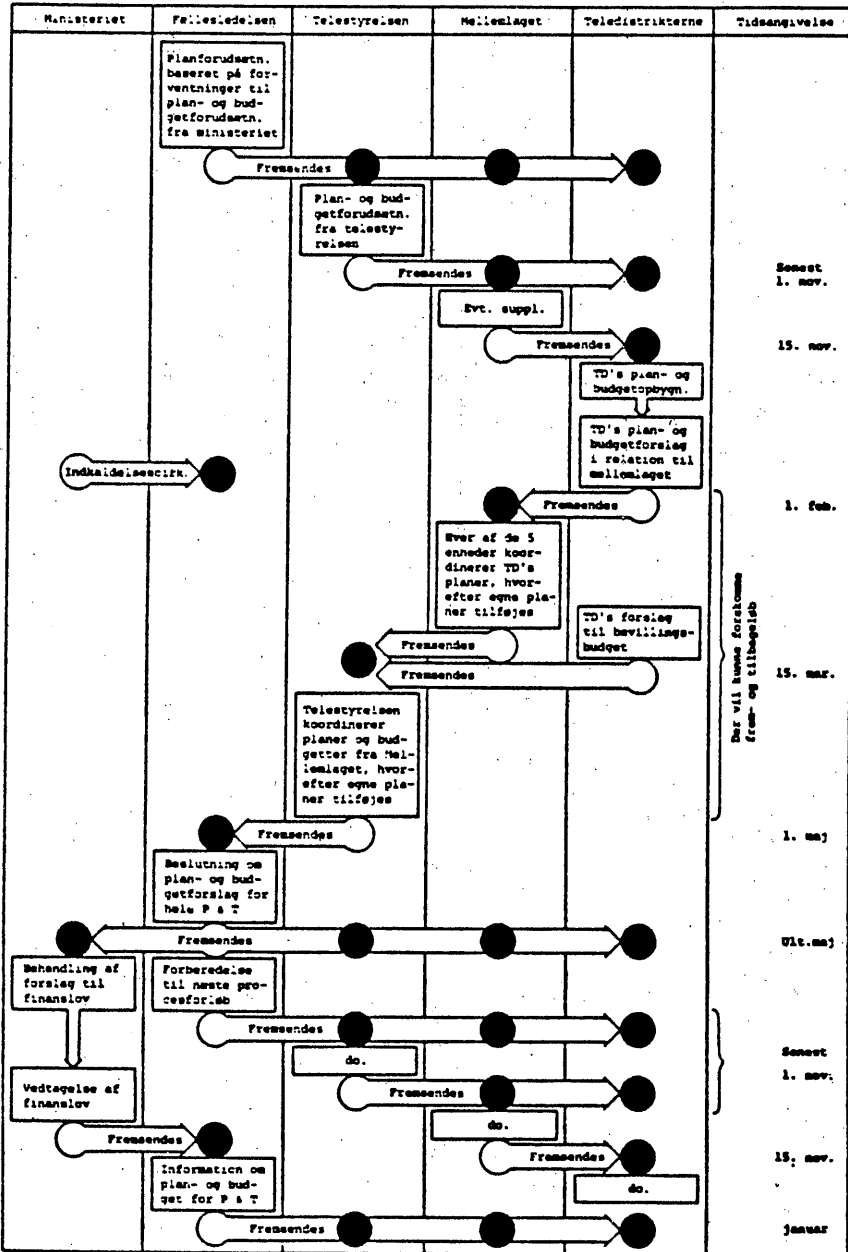 Ministeriet
Fællesledelsen
Telestyrelsen
Mellemlaget
Teledistrikterne
Tidsangivelse
Planforudsætn.
baseret på for-
ventninger til
plan- og bud-
getforudsætn.
fra ministeriet
Fremsendes
Plan- og bud-
getforudsætn.
fra telesty-
relsen
Fremsendes
Senest
1. nov.
Evt. suppl.
Fremsendes
15. nov.
TD's plan- og
budgetopbygn.
TD's plan- og
budgetforslag
i relation til
mellemlaget
Indkaldelsescirk.
Fremsendes
1. feb.
Hver af de 5
enheder koor-
dinerer TD's
planer, hvor-
efter egne pla-
ner tilføjes
TD's forslag
til bevillings-
budget
Fremsendes
Fremsendes
15. mar.
Der vil kunne forekomme
frem- og tilbageløb
Telestyrelsen
koordinerer
planer og bud-
getter fra Mel-
lemlaget, hvor-
efter egne pla-
ner tilføjes
Fremsendes
1. maj
Beslutning om
plan- og bud-
getforslag for
hele P & T
Fremsendes
Ult.maj
Behandling af
forslag til
finanslov
Forberedelse
til næste pro-
cesforløb
Fremsendes
do.
Senest
1. nov.
Vedtagelse af
finanslov
Fremsendes
do.
Fremsendes
Fremsendes
15. nov.
Information om
plan- og bud-
get for P & T
do.
Fremsendes
januar